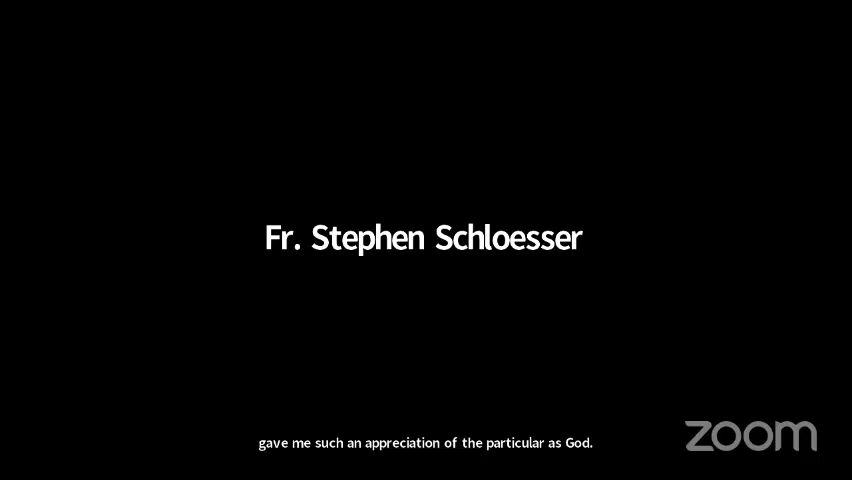 Fr. Stephen Schloesser
gave me such an appreciation of the particular as God.
zoom